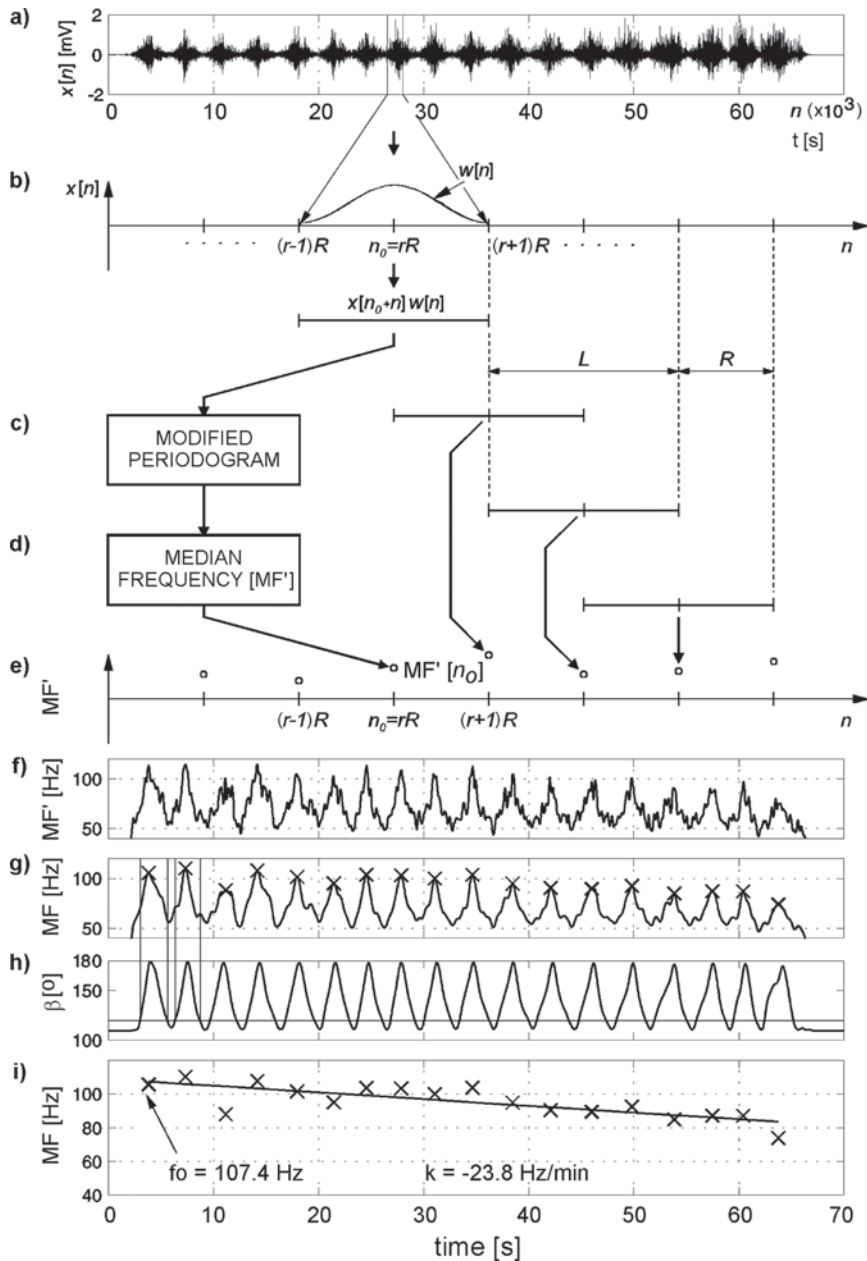 a)
x[n] [mV]
2
0
-2
0 10 20 30 40 50 60 n (×10³)
t [s]
b)
x[n]
w[n]
. . . . . (r-1)R n₀=rR (r+1)R . . . . . n
x[n₀+n] w[n]
L R
c)
MODIFIED
PERIODOGRAM
d)
MEDIAN
FREQUENCY [MF']
e)
MF'
MF' [n₀]
(r-1)R n₀=rR (r+1)R n
f)
MF' [Hz]
100
50
g)
MF [Hz]
100
50
h)
β [º]
180
150
100
i)
MF [Hz]
100
80
60
40
fo = 107.4 Hz k = -23.8 Hz/min
0 10 20 30 40 50 60 70
time [s]